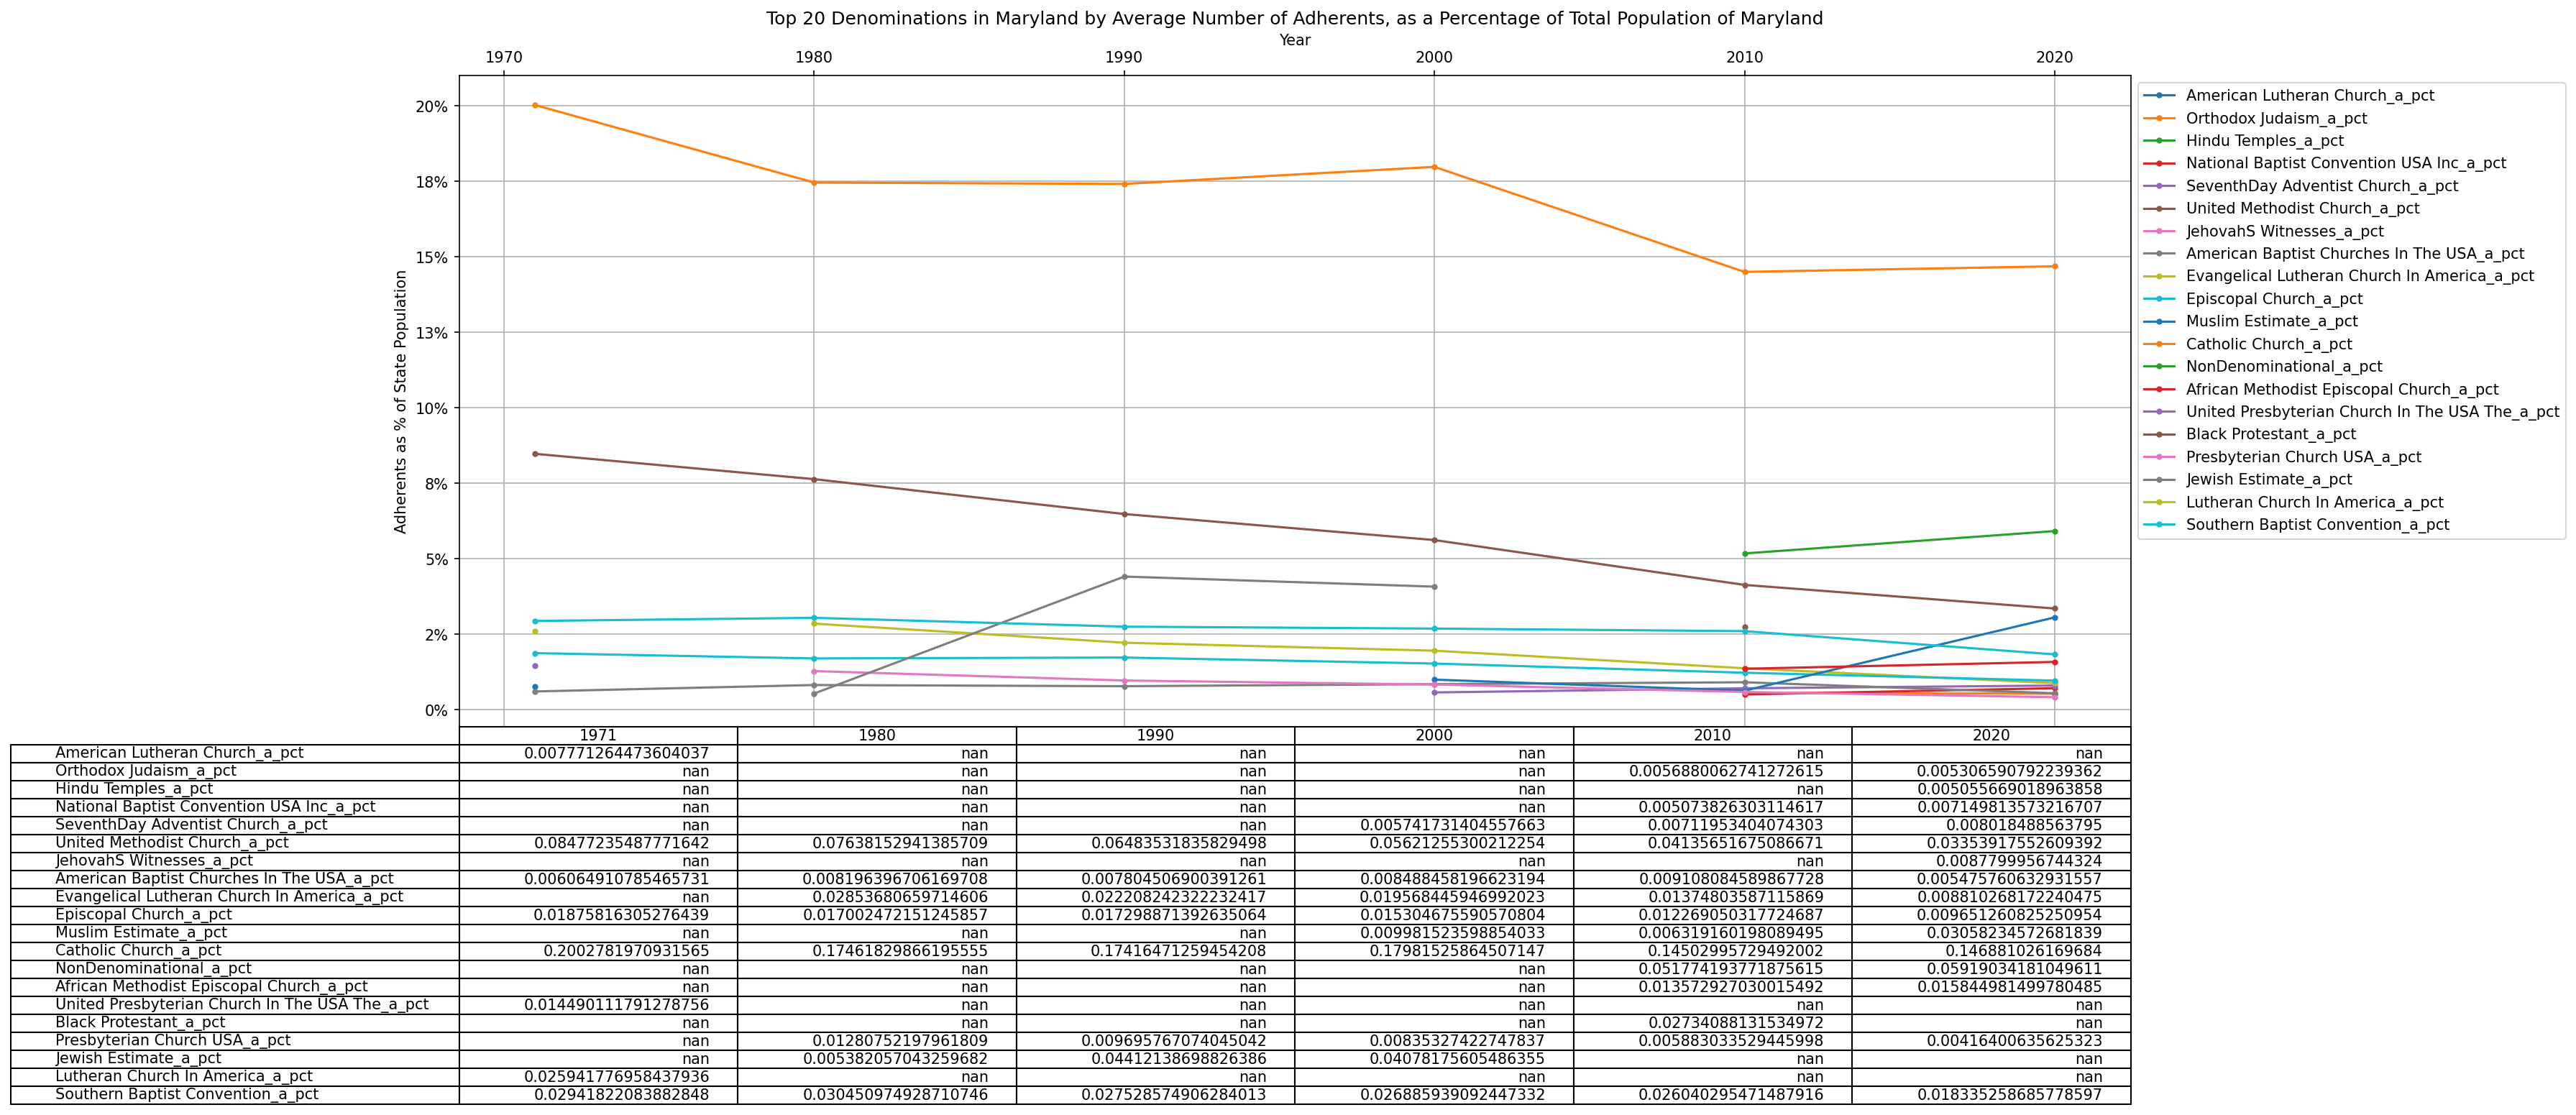 Top 20 Denominations in Maryland by Average Number of Adherents, as a Percentage of Total Population of Maryland
Year
1970 1980 1990 2000 2010 2020
Adherents as % of State Population
20%
18%
15%
13%
10%
8%
5%
2%
0%
American Lutheran Church_a_pct
Orthodox Judaism_a_pct
Hindu Temples_a_pct
National Baptist Convention USA Inc_a_pct
SeventhDay Adventist Church_a_pct
United Methodist Church_a_pct
JehovahS Witnesses_a_pct
American Baptist Churches In The USA_a_pct
Evangelical Lutheran Church In America_a_pct
Episcopal Church_a_pct
Muslim Estimate_a_pct
Catholic Church_a_pct
NonDenominational_a_pct
African Methodist Episcopal Church_a_pct
United Presbyterian Church In The USA The_a_pct
Black Protestant_a_pct
Presbyterian Church USA_a_pct
Jewish Estimate_a_pct
Lutheran Church In America_a_pct
Southern Baptist Convention_a_pct
1971 1980 1990 2000 2010 2020
American Lutheran Church_a_pct 0.007771264473604037 nan nan nan nan nan
Orthodox Judaism_a_pct nan nan nan nan 0.0056880062741272615 0.005306590792239362
Hindu Temples_a_pct nan nan nan nan nan 0.005055669018963858
National Baptist Convention USA Inc_a_pct nan nan nan nan 0.005073826303114617 0.007149813573216707
SeventhDay Adventist Church_a_pct nan nan nan 0.005741731404557663 0.00711953404074303 0.008018488563795
United Methodist Church_a_pct 0.08477235487771642 0.07638152941385709 0.06483531835829498 0.05621255300212254 0.04135651675086671 0.03353917552609392
JehovahS Witnesses_a_pct nan nan nan nan nan 0.0087799956744324
American Baptist Churches In The USA_a_pct 0.006064910785465731 0.008196396706169708 0.007804506900391261 0.008488458196623194 0.009108084589867728 0.005475760632931557
Evangelical Lutheran Church In America_a_pct nan 0.02853680659714606 0.022208242322232417 0.019568445946992023 0.01374803587115869 0.008810268172240475
Episcopal Church_a_pct 0.01875816305276439 0.017002472151245857 0.017298871392635064 0.015304675590570804 0.012269050317724687 0.009651260825250954
Muslim Estimate_a_pct nan nan nan 0.009981523598854033 0.006319160198089495 0.03058234572681839
Catholic Church_a_pct 0.2002781970931565 0.17461829866195555 0.17416471259454208 0.17981525864507147 0.14502995729492002 0.146881026169684
NonDenominational_a_pct nan nan nan nan 0.051774193771875615 0.05919034181049611
African Methodist Episcopal Church_a_pct nan nan nan nan 0.013572927030015492 0.015844981499780485
United Presbyterian Church In The USA The_a_pct 0.014490111791278756 nan nan nan nan nan
Black Protestant_a_pct nan nan nan nan 0.02734088131534972 nan
Presbyterian Church USA_a_pct nan 0.01280752197961809 0.009695767074045042 0.00835327422747837 0.005883033529445998 0.00416400635625323
Jewish Estimate_a_pct nan 0.005382057043259682 0.04412138698826386 0.04078175605486355 nan nan
Lutheran Church In America_a_pct 0.025941776958437936 nan nan nan nan nan
Southern Baptist Convention_a_pct 0.02941822083882848 0.030450974928710746 0.027528574906284013 0.026885939092447332 0.026040295471487916 0.018335258685778597